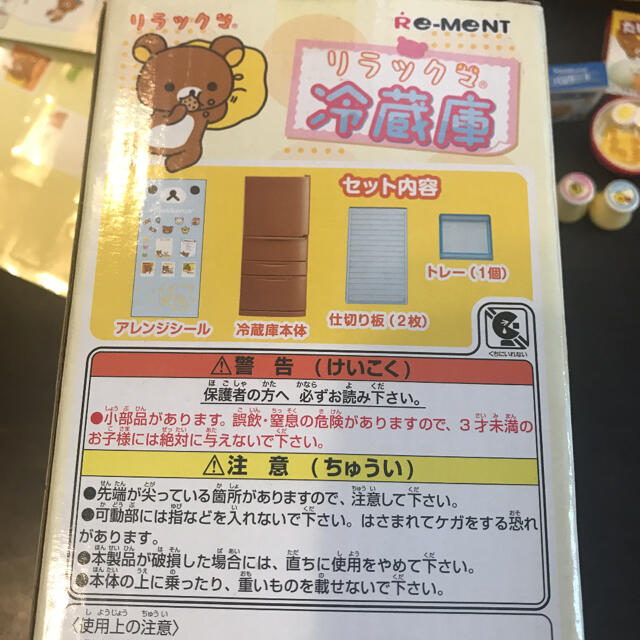 リラックマ® Re-MeNT
リラックマ®
冷蔵庫
セット内容
アレンジシール
冷蔵庫本体
仕切り板(2枚)
トレー(1個)
くちにいれない
⚠警告(けいこく)
保護者の方へ 必ずお読み下さい。
●小部品があります。誤飲・窒息の危険がありますので、3才未満の
お子様には絶対に与えないで下さい。
⚠注意(ちゅうい)
●先端が尖っている箇所がありますので、注意して下さい。
●可動部には指などを入れないで下さい。はさまれてケガをする恐れ
があります。
●本製品が破損した場合には、直ちに使用をやめて下さい。
●本体の上に乗ったり、重いものを載せないで下さい。
〈使用上の注意〉